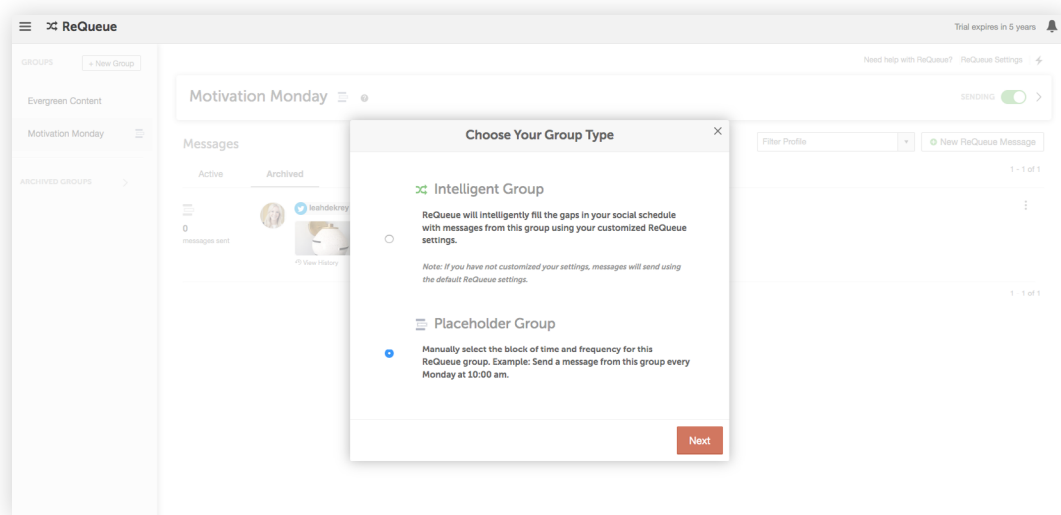 ReQueue
Trial expires in 5 years
GROUPS
+ New Group
Need help with ReQueue? ReQueue Settings
Evergreen Content
Motivation Monday
SENDING
Motivation Monday
Choose Your Group Type
Messages
Filter Profile
New ReQueue Message
Active
Archived
1 - 1 of 1
ARCHIVED GROUPS
leahdekrey
0
messages sent
View History
1 - 1 of 1
Intelligent Group
ReQueue will intelligently fill the gaps in your social schedule
with messages from this group using your customized ReQueue
settings.
Note: If you have not customized your settings, messages will send using
the default ReQueue settings.
Placeholder Group
Manually select the block of time and frequency for this
ReQueue group. Example: Send a message from this group every
Monday at 10:00 am.
Next